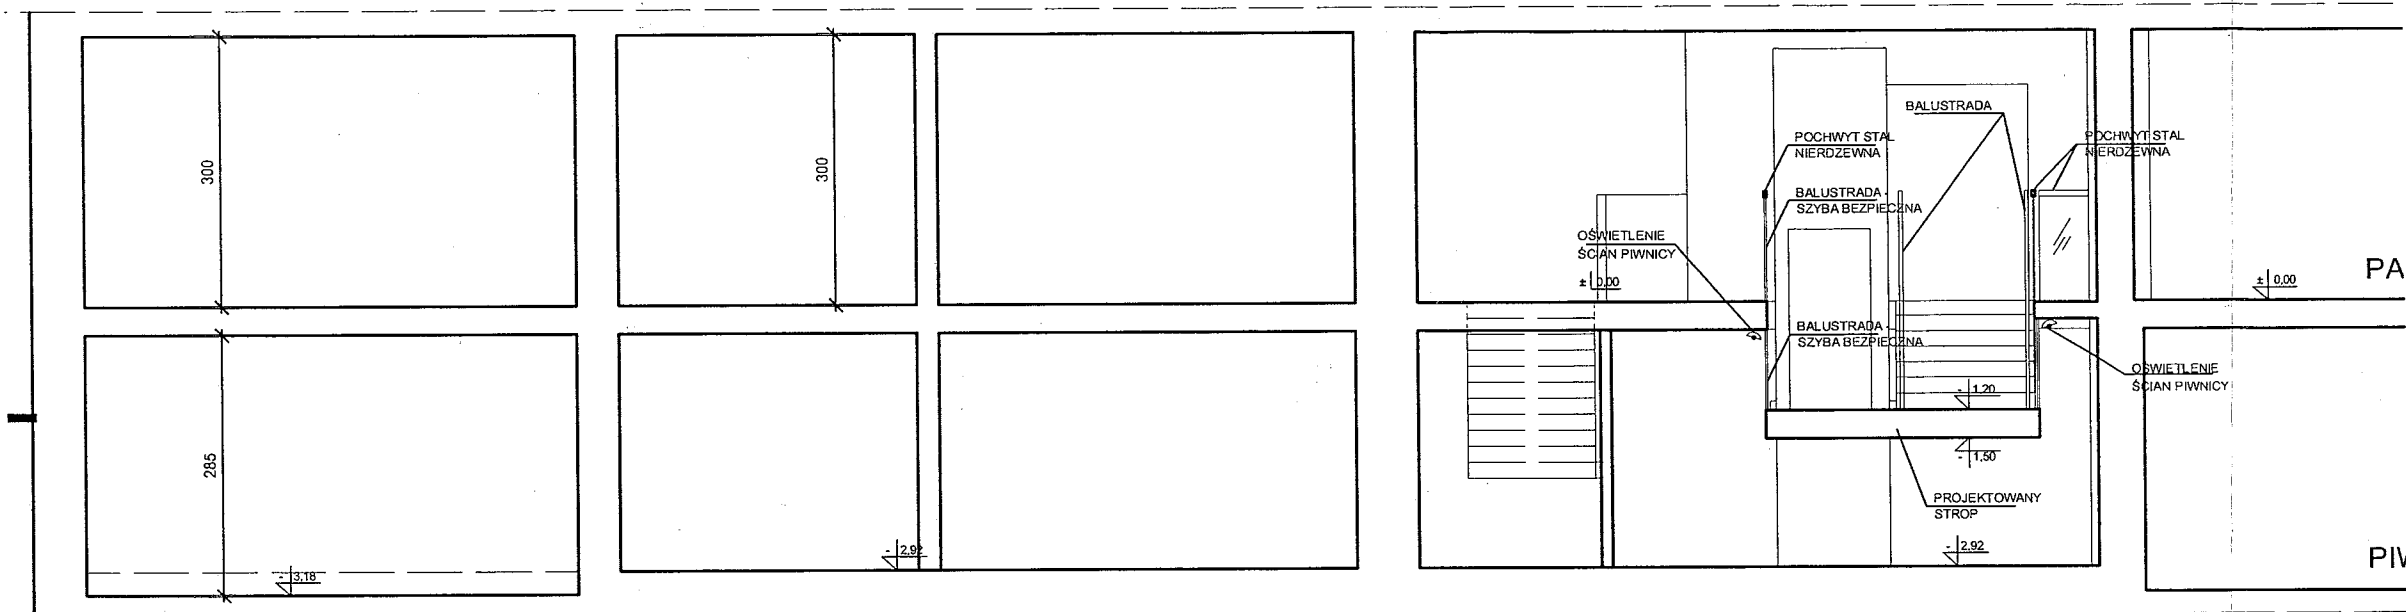 300
300
285
- 3,18
- 2,92
POCHWYT STAL
NIERDZEWNA
BALUSTRADA
SZYBA BEZPIECZNA
OŚWIETLENIE
ŚCIAN PIWNICY
± 0,00
BALUSTRADA
SZYBA BEZPIECZNA
BALUSTRADA
POCHWYT STAL
NIERDZEWNA
OŚWIETLENIE
ŚCIAN PIWNICY
- 1,20
- 1,50
PROJEKTOWANY
STROP
- 2,92
± 0,00
PA
PIW